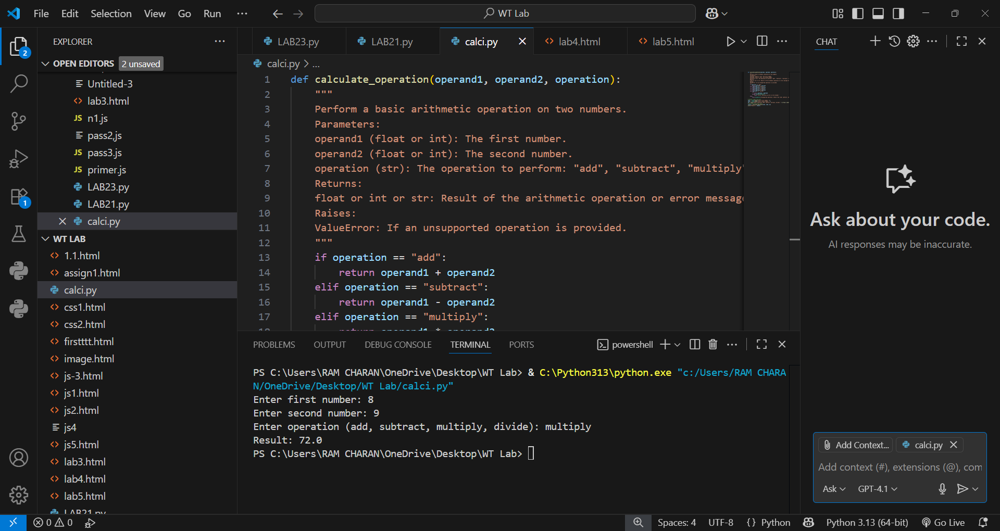 File Edit Selection View Go Run
WT Lab
EXPLORER
OPEN EDITORS 2 unsaved
Untitled-3
lab3.html
JS n1.js
pass2,js
JS pass3.js
JS primer.js
LAB23.py
LAB21.py
calci.py
WT LAB
1.1.html
assign1.html
calci.py
css1.html
css2.html
firstttt.html
image.html
js-3.html
js1.html
js2.html
js4
js5.html
lab3.html
lab4.html
lab5.html
LAB21.py
2
1
LAB23.py LAB21.py calci.py lab4.html lab5.html
calci.py > ...
1 def calculate_operation(operand1, operand2, operation):
2 """
3 Perform a basic arithmetic operation on two numbers.
4 Parameters:
5 operand1 (float or int): The first number.
6 operand2 (float or int): The second number.
7 operation (str): The operation to perform: "add", "subtract", "multiply"
8 Returns:
9 float or int or str: Result of the arithmetic operation or error message
10 Raises:
11 ValueError: If an unsupported operation is provided.
12 """
13 if operation == "add":
14 return operand1 + operand2
15 elif operation == "subtract":
16 return operand1 - operand2
17 elif operation == "multiply":
18 return operand1 * operand2
PROBLEMS OUTPUT DEBUG CONSOLE TERMINAL PORTS
powershell
PS C:\Users\RAM CHARAN\OneDrive\Desktop\WT Lab> & C:\Python313\python.exe "c:/Users/RAM CHARA
N/OneDrive/Desktop/WT Lab/calci.py"
Enter first number: 8
Enter second number: 9
Enter operation (add, subtract, multiply, divide): multiply
Result: 72.0
PS C:\Users\RAM CHARAN\OneDrive\Desktop\WT Lab>
CHAT
Ask about your code.
AI responses may be inaccurate.
Add Context... calci.py
Add context (#), extensions (@), com
Ask GPT-4.1
0 0
Spaces: 4 UTF-8 {} Python Python 3.13 (64-bit) Go Live